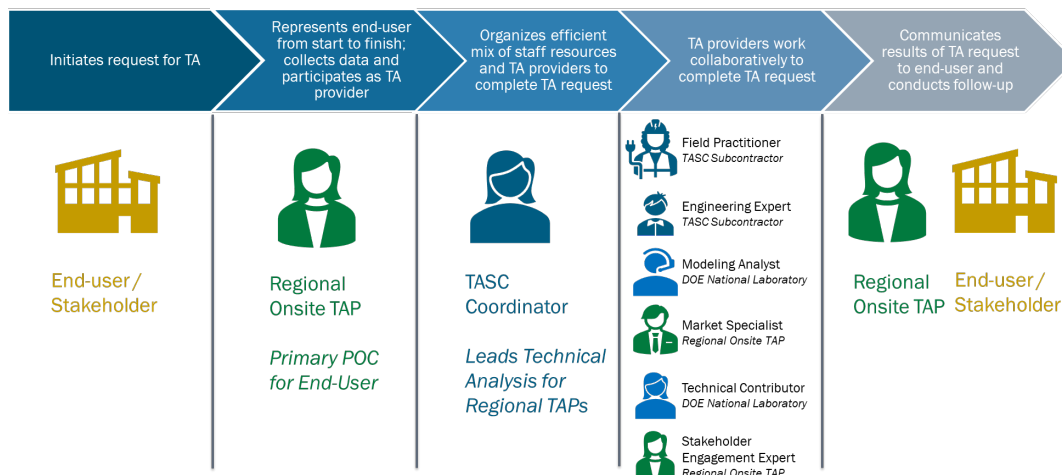 Initiates request for TA
Represents end-user
from start to finish;
collects data and
participates as TA
provider
Organizes efficient
mix of staff resources
and TA providers to
complete TA request
TA providers work
collaboratively to
complete TA request
Communicates
results of TA request
to end-user and
conducts follow-up
End-user/
Stakeholder
Regional
Onsite TAP
Primary POC
for End-User
TASC
Coordinator
Leads Technical
Analysis for
Regional TAPs
Field Practitioner
TASC Subcontractor
Engineering Expert
TASC Subcontractor
Modeling Analyst
DOE National Laboratory
Market Specialist
Regional Onsite TAP
Technical Contributor
DOE National Laboratory
Stakeholder
Engagement Expert
Regional Onsite TAP
Regional
Onsite TAP
End-user/
Stakeholder